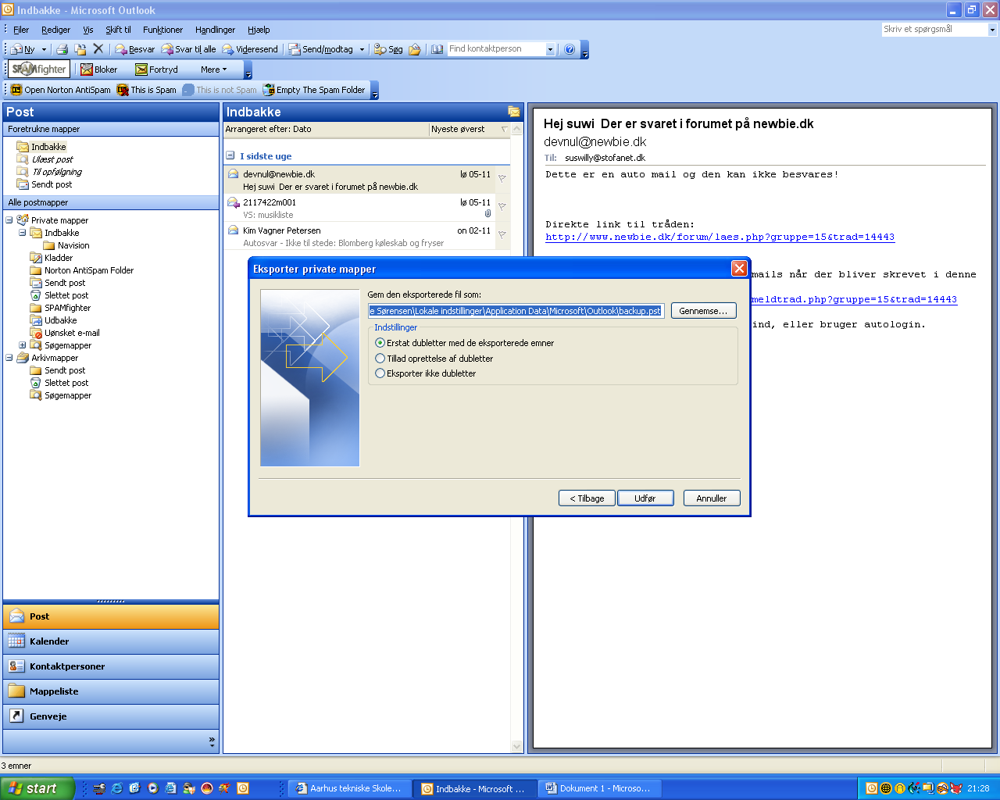 Indbakke - Microsoft Outlook
Filer Rediger Vis Skift til Funktioner Handlinger Hjælp
Skriv et spørgsmål
Ny Besvar Svar til alle Videresend Send/modtag Søg Find kontaktperson
SPAMfighter Bloker Fortryd Mere
Open Norton AntiSpam This is Spam This is not Spam Empty The Spam Folder
Post
Foretrukne mapper
Indbakke
Ulæst post
Til opfølgning
Sendt post
Alle postmapper
Private mapper
Indbakke
Navision
Kladder
Norton AntiSpam Folder
Sendt post
Slettet post
SPAMfighter
Udbakke
Uønsket e-mail
Søgemapper
Arkivmapper
Sendt post
Slettet post
Søgemapper
Post
Kalender
Kontaktpersoner
Mappeliste
Genveje
Indbakke
Arrangeret efter: Dato Nyeste øverst
I sidste uge
devnul@newbie.dk lø 05-11
Hej suwi Der er svaret i forumet på newbie.dk
2117422m001 lø 05-11
VS: musikliste
Kim Vagner Petersen on 02-11
Autosvar - Ikke til stede: Blomberg køleskab og fryser
Hej suwi Der er svaret i forumet på newbie.dk
devnul@newbie.dk
Til: suswilly@stofanet.dk
Dette er en auto mail og den kan ikke besvares!
Direkte link til tråden:
http://www.newbie.dk/forum/laes.php?gruppe=15&trad=14443
mails når der bliver skrevet i denne
meldtrad.php?gruppe=15&trad=14443
ind, eller bruger autologin.
Eksporter private mapper
Gem den eksporterede fil som:
e Sørensen\Lokale indstillinger\Application Data\Microsoft\Outlook\backup.pst
Gennemse...
Indstillinger
Erstat dubletter med de eksporterede emner
Tillad oprettelse af dubletter
Eksporter ikke dubletter
< Tilbage Udfør Annuller
3 emner
start Aarhus tekniske Skole... Indbakke - Microsoft ... Dokument 1 - Microso... 21:28